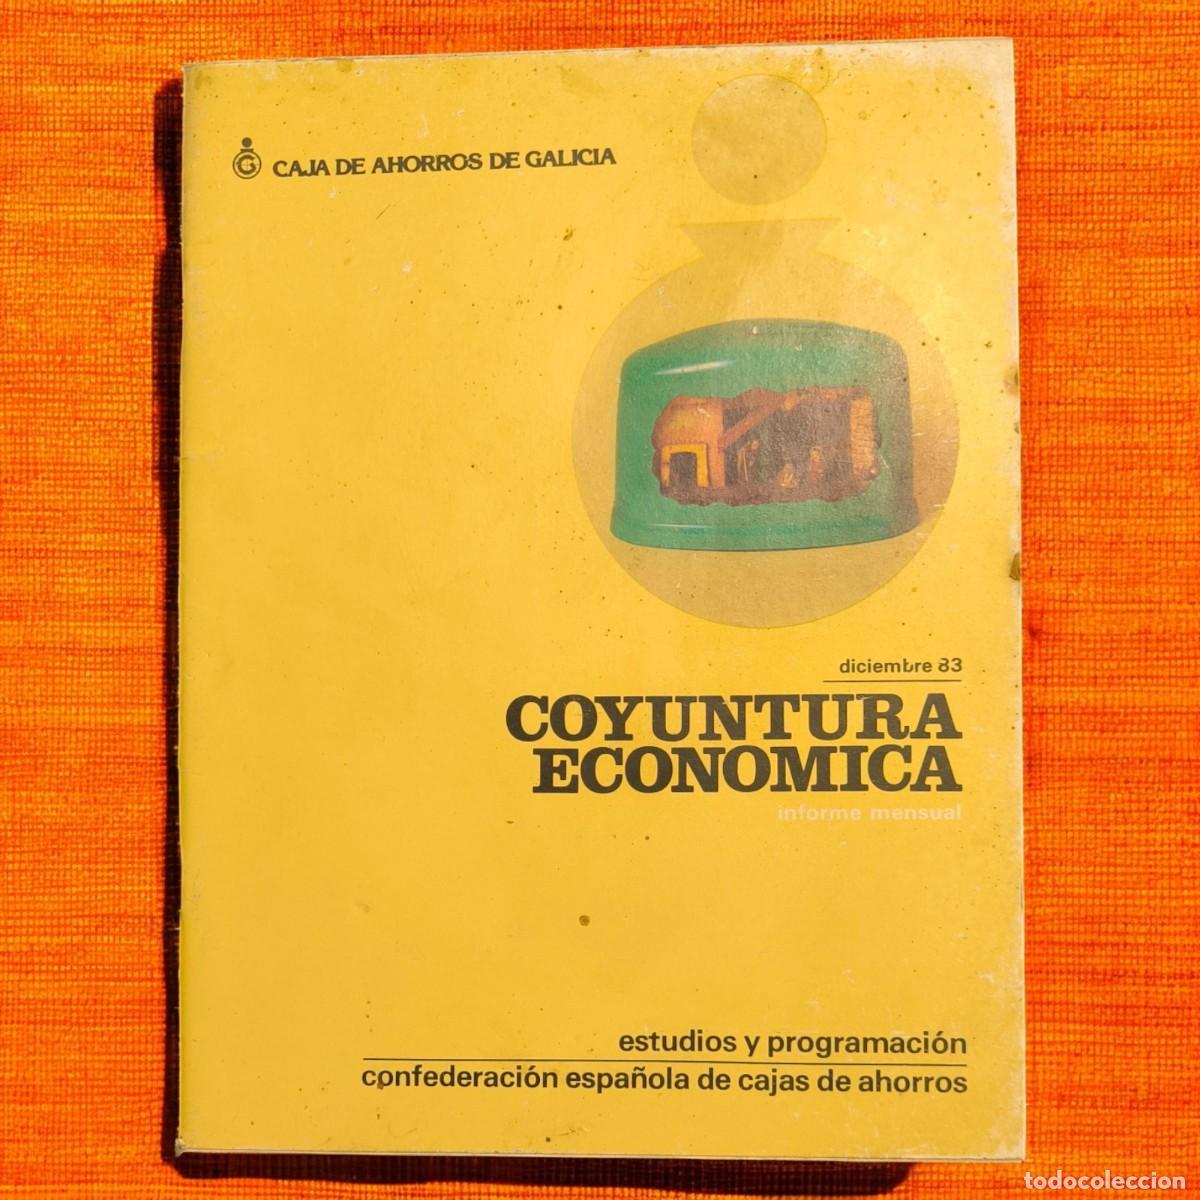 CAJA DE AHORROS DE GALICIA
diciembre 83
COYUNTURA
ECONOMICA
informe mensual
estudios y programación
confederación española de cajas de ahorros
todocoleccion